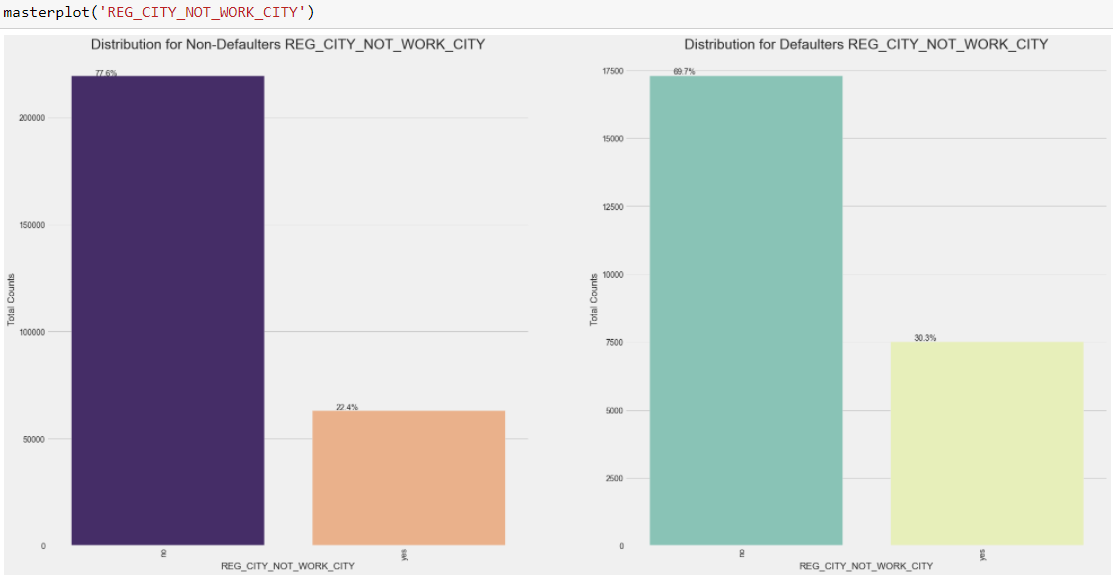 masterplot('REG_CITY_NOT_WORK_CITY')
Distribution for Non-Defaulters REG_CITY_NOT_WORK_CITY
77.6%
200000
150000
100000
50000
0
Total Counts
22.4%
no
yes
REG_CITY_NOT_WORK_CITY
Distribution for Defaulters REG_CITY_NOT_WORK_CITY
17500
69.7%
15000
12500
10000
7500
5000
2500
0
Total Counts
30.3%
no
yes
REG_CITY_NOT_WORK_CITY